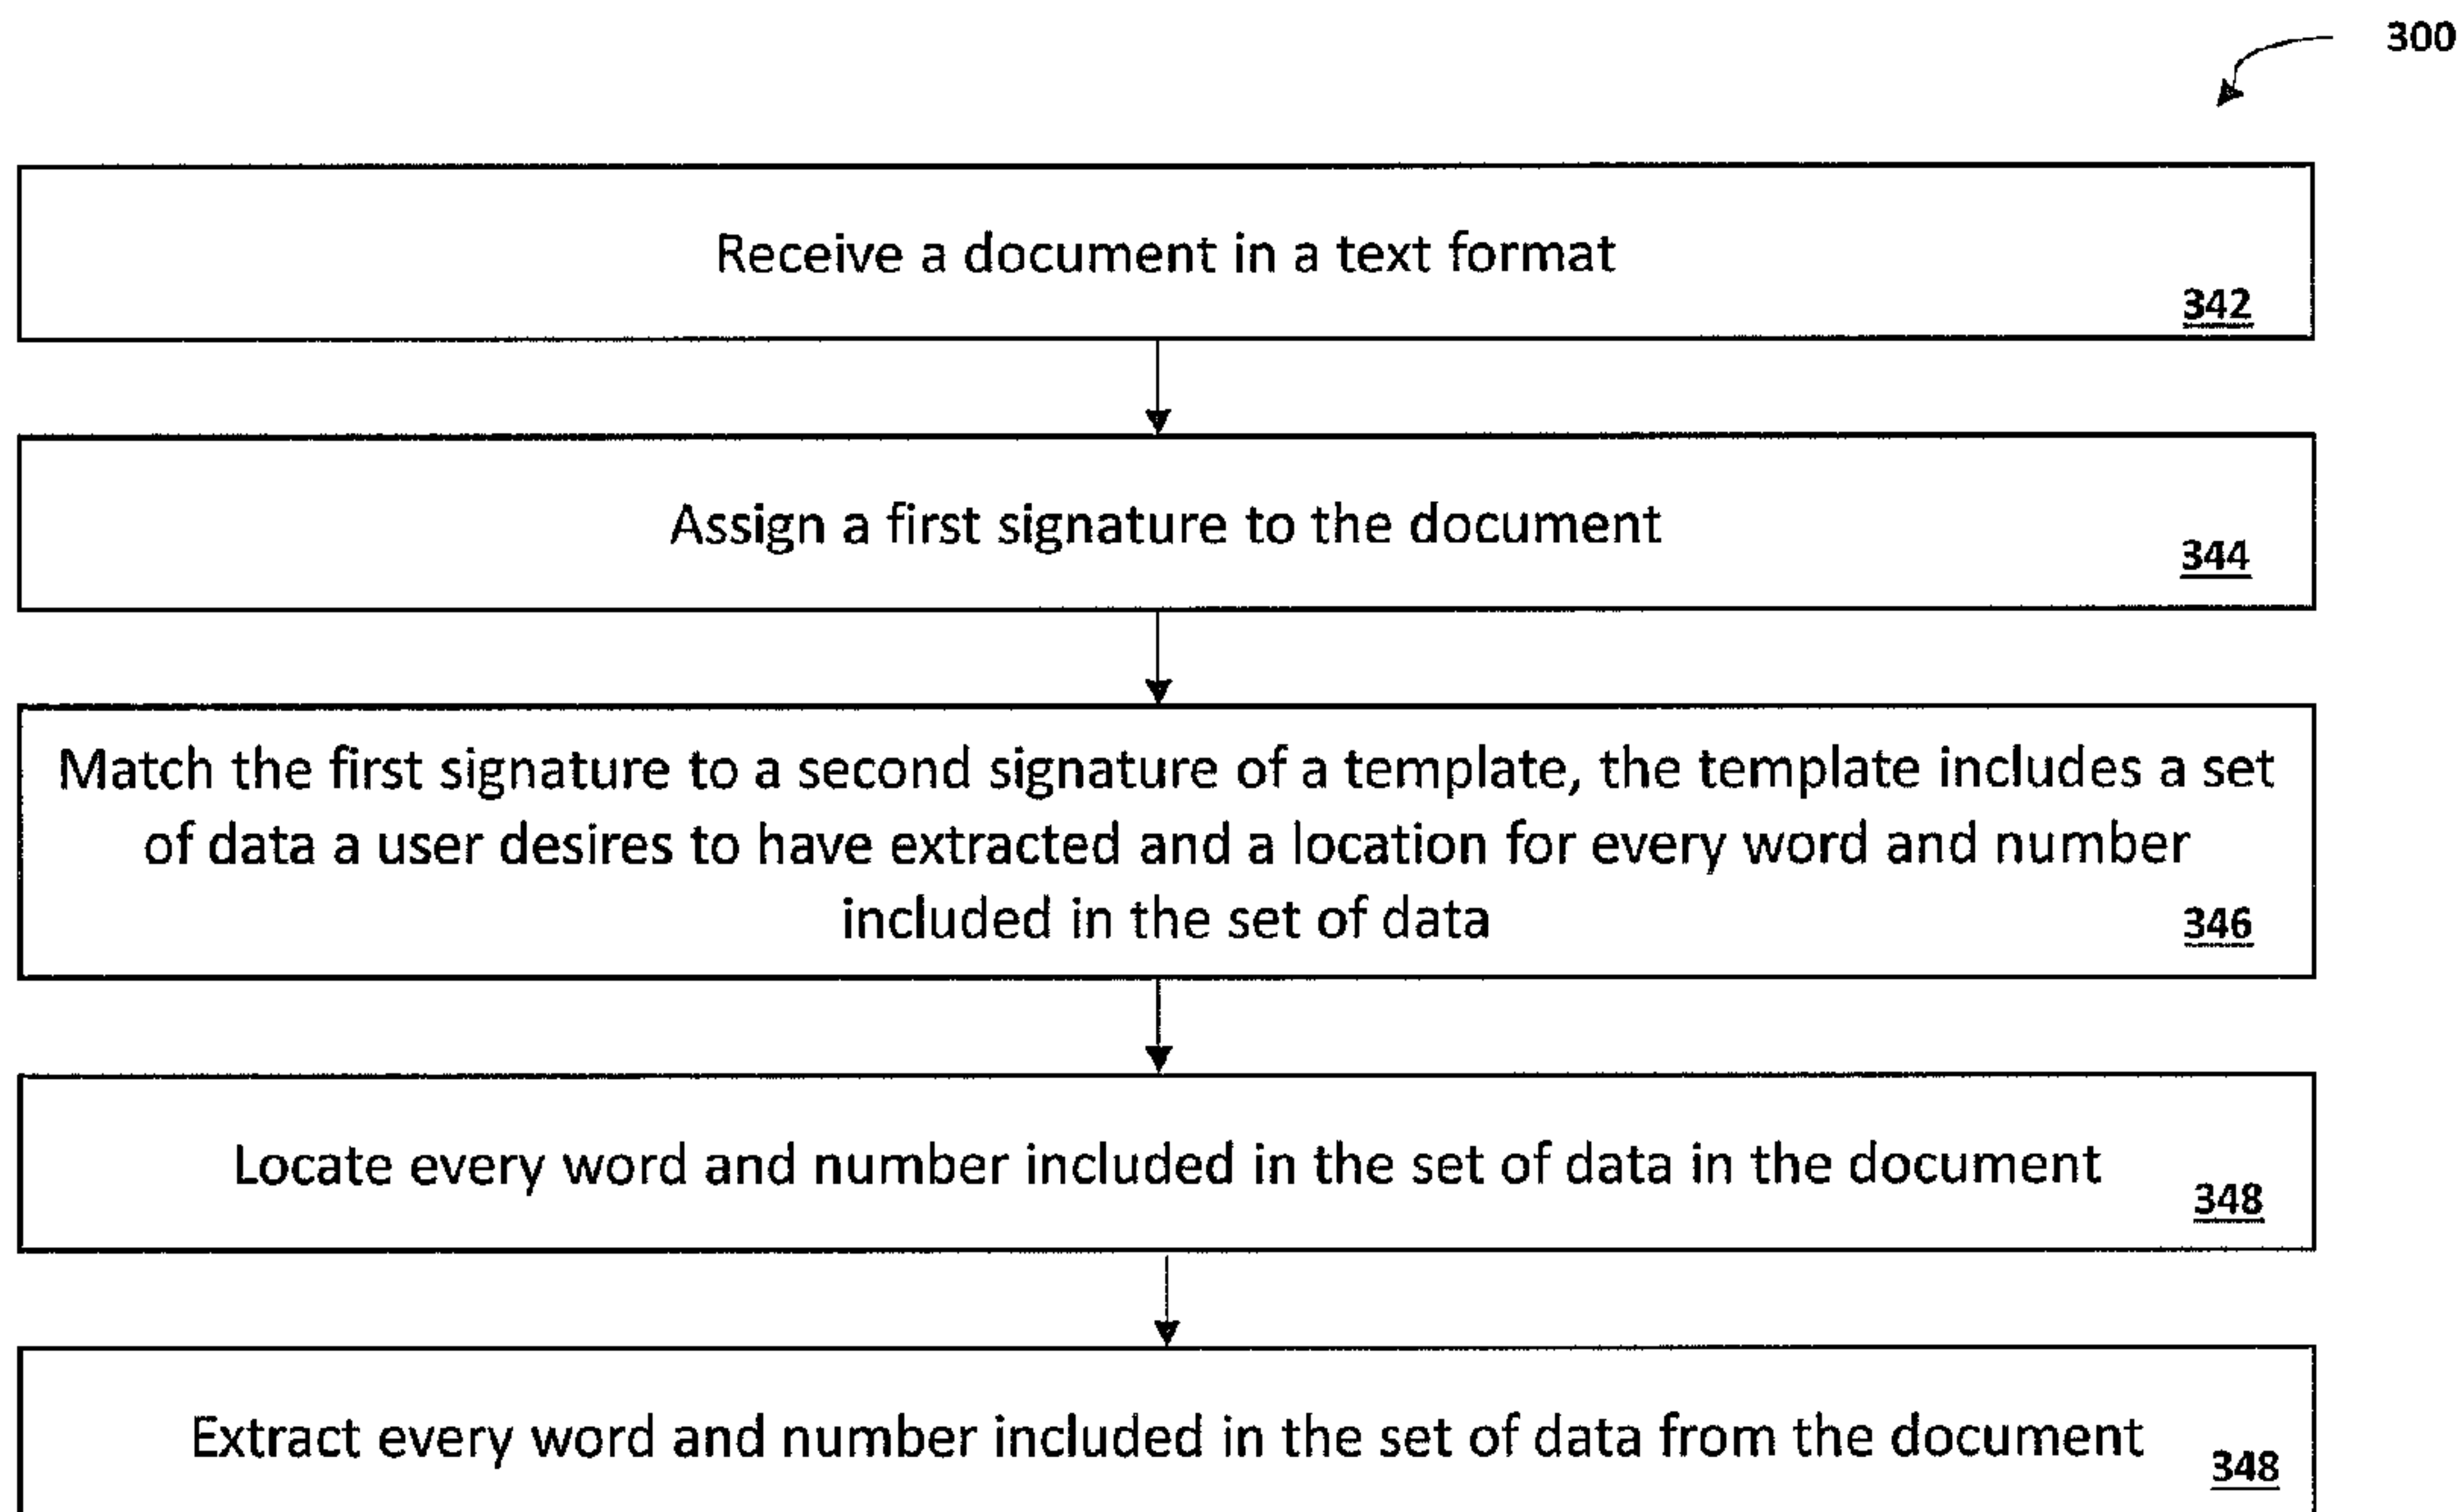 300
Receive a document in a text format
342
Assign a first signature to the document
344
Match the first signature to a second signature of a template, the template includes a set
of data a user desires to have extracted and a location for every word and number
included in the set of data
346
Locate every word and number included in the set of data in the document
348
Extract every word and number included in the set of data from the document
348